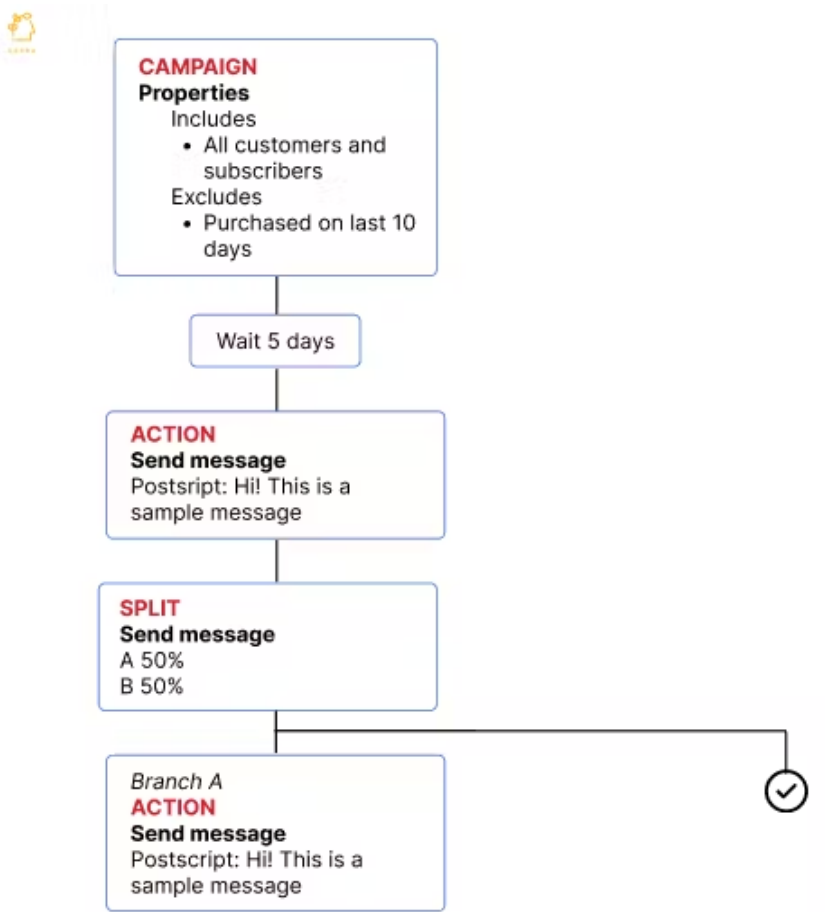 CAMPAIGN
Properties
Includes
• All customers and
subscribers
Excludes
• Purchased on last 10
days
Wait 5 days
ACTION
Send message
Postsript: Hi! This is a
sample message
SPLIT
Send message
A 50%
B 50%
Branch A
ACTION
Send message
Postscript: Hi! This is a
sample message